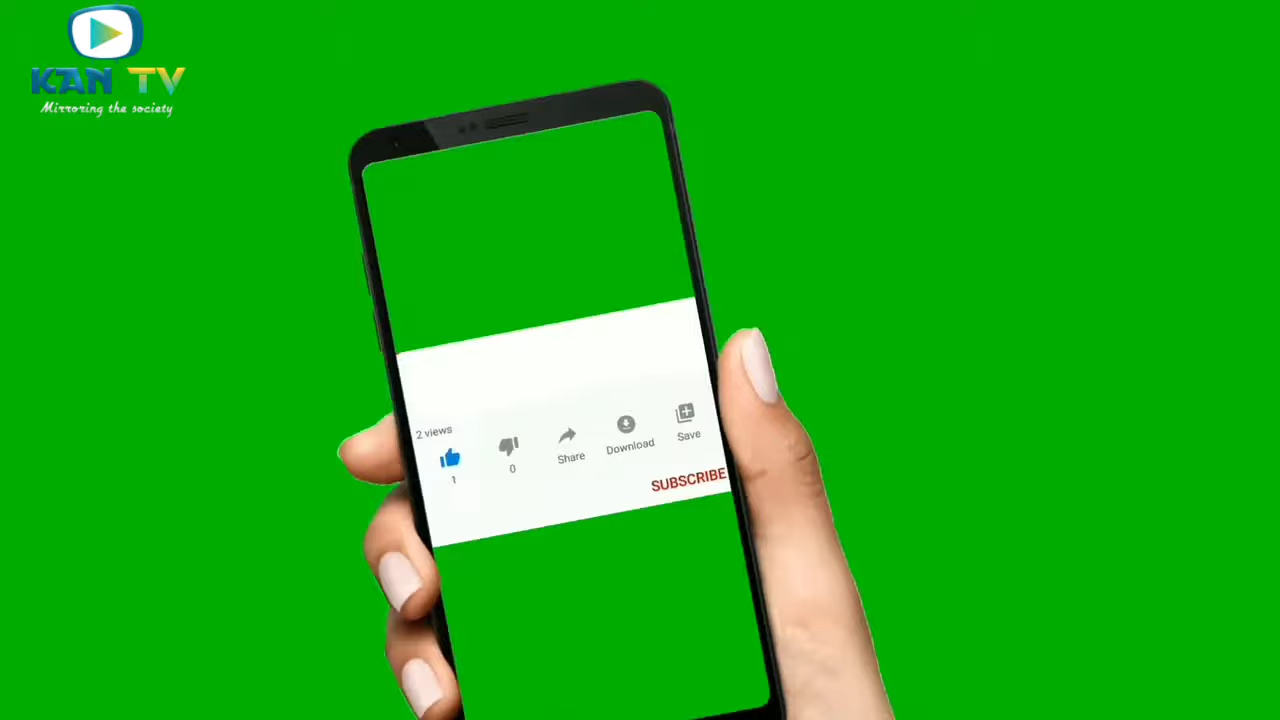 KAN TV
Mirroring the society
2 views
1
0
Share
Download
Save
SUBSCRIBE